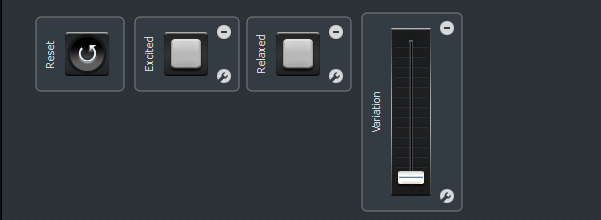 Reset
Excited
Relaxed
Variation